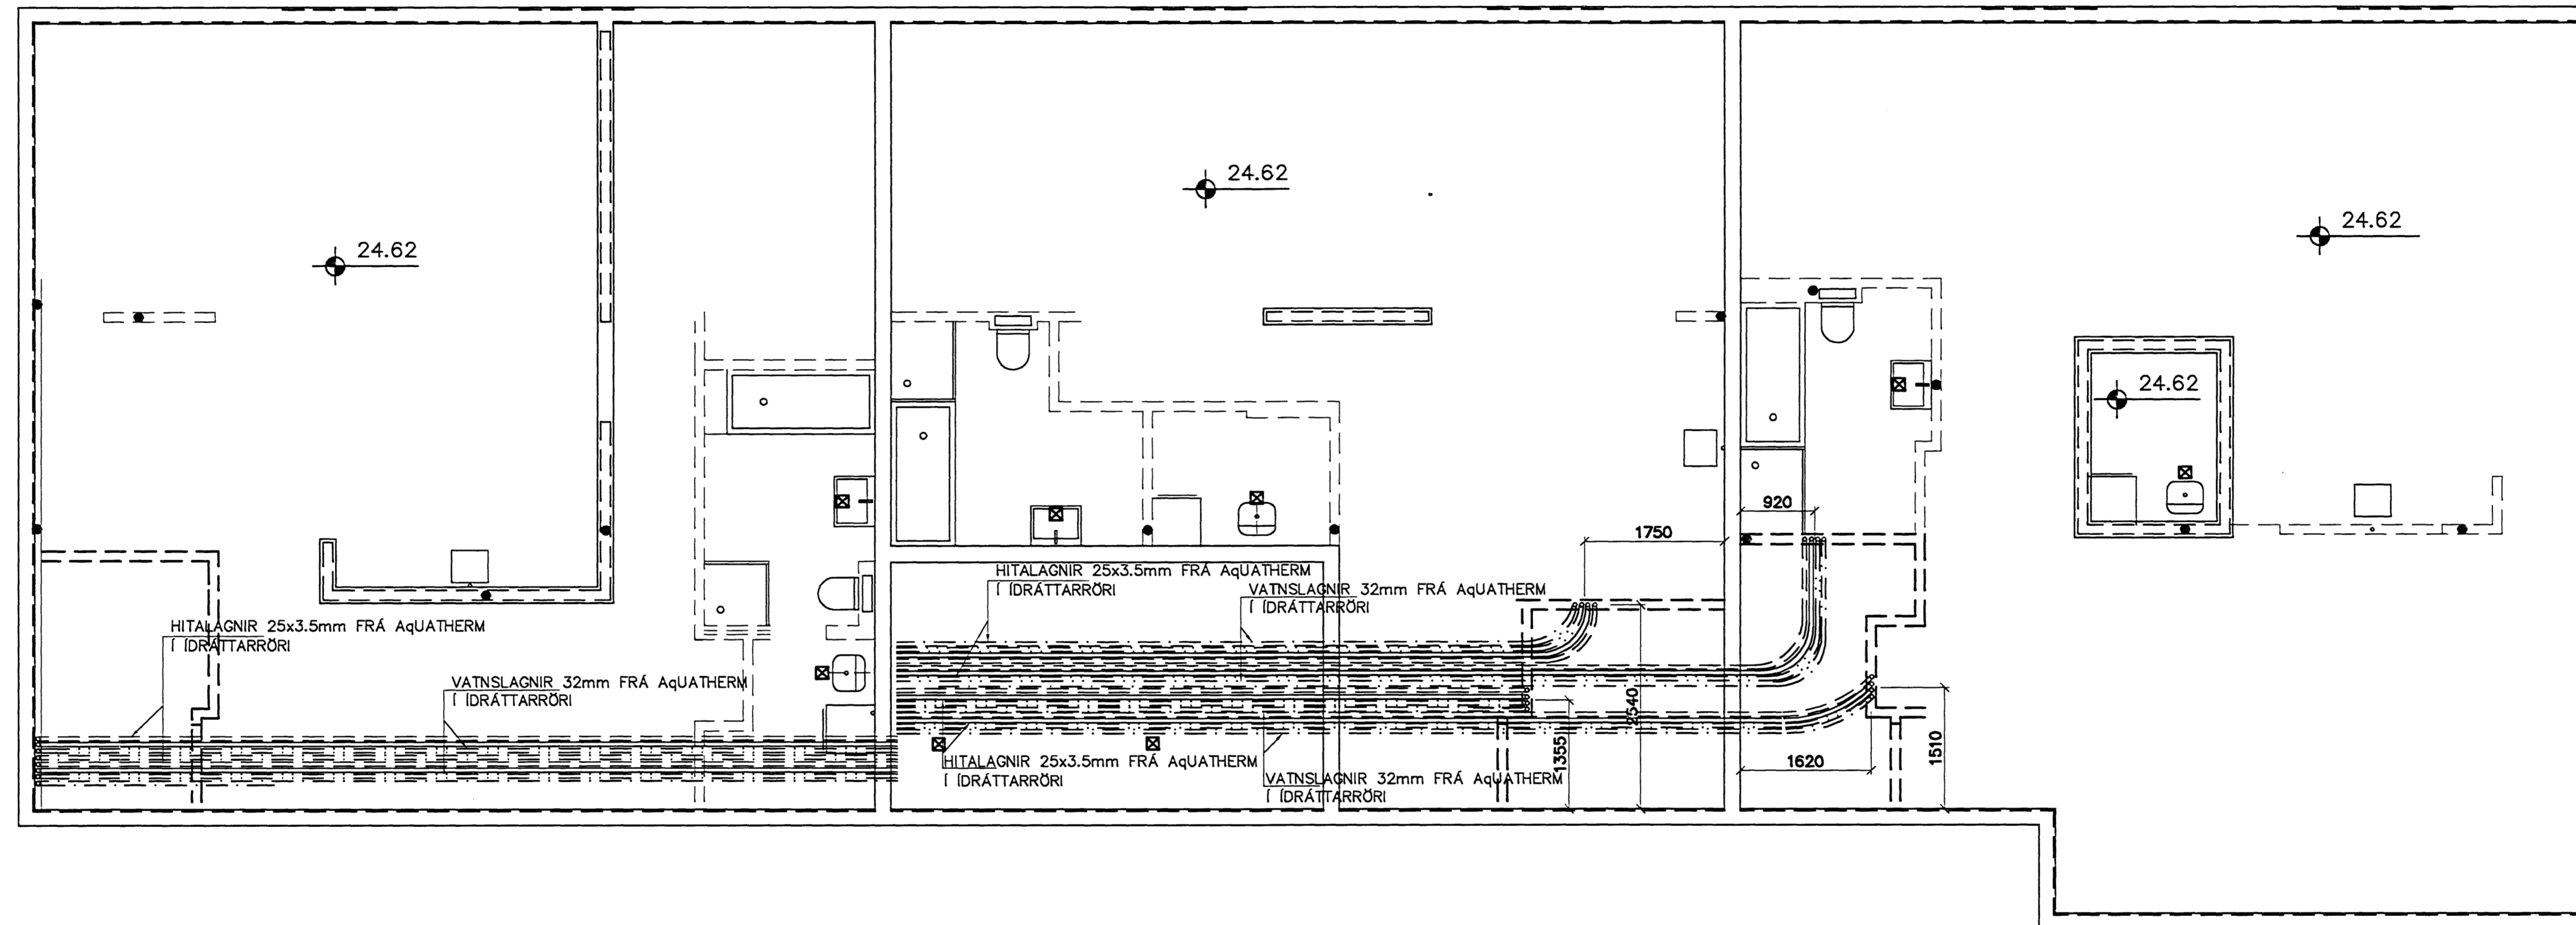 24.62
24.62
24.62
24.62
920
1750
HITALAGNIR 25x3.5mm FRÁ AqUATHERM
Í ÍDRÁTTARRÖRI
VATNSLAGNIR 32mm FRÁ AqUATHERM
Í ÍDRÁTTARRÖRI
HITALAGNIR 25x3.5mm FRÁ AqUATHERM
Í ÍDRÁTTARRÖRI
VATNSLAGNIR 32mm FRÁ AqUATHERM
Í ÍDRÁTTARRÖRI
2540
1355
1510
1620
HITALAGNIR 25x3.5mm FRÁ AqUATHERM
Í ÍDRÁTTARRÖRI
VATNSLAGNIR 32mm FRÁ AqUATHERM
Í ÍDRÁTTARRÖRI